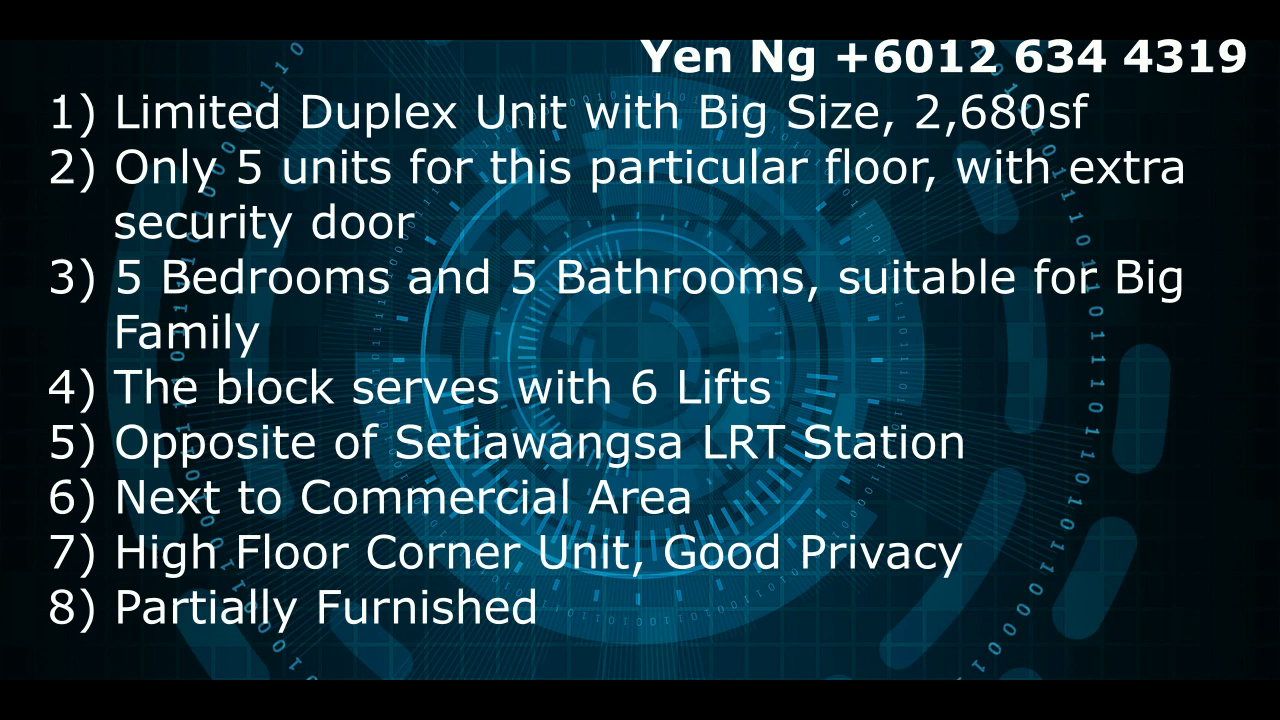 Yen Ng +6012 634 4319
1) Limited Duplex Unit with Big Size, 2,680sf
2) Only 5 units for this particular floor, with extra
security door
3) 5 Bedrooms and 5 Bathrooms, suitable for Big
Family
4) The block serves with 6 Lifts
5) Opposite of Setiawangsa LRT Station
6) Next to Commercial Area
7) High Floor Corner Unit, Good Privacy
8) Partially Furnished